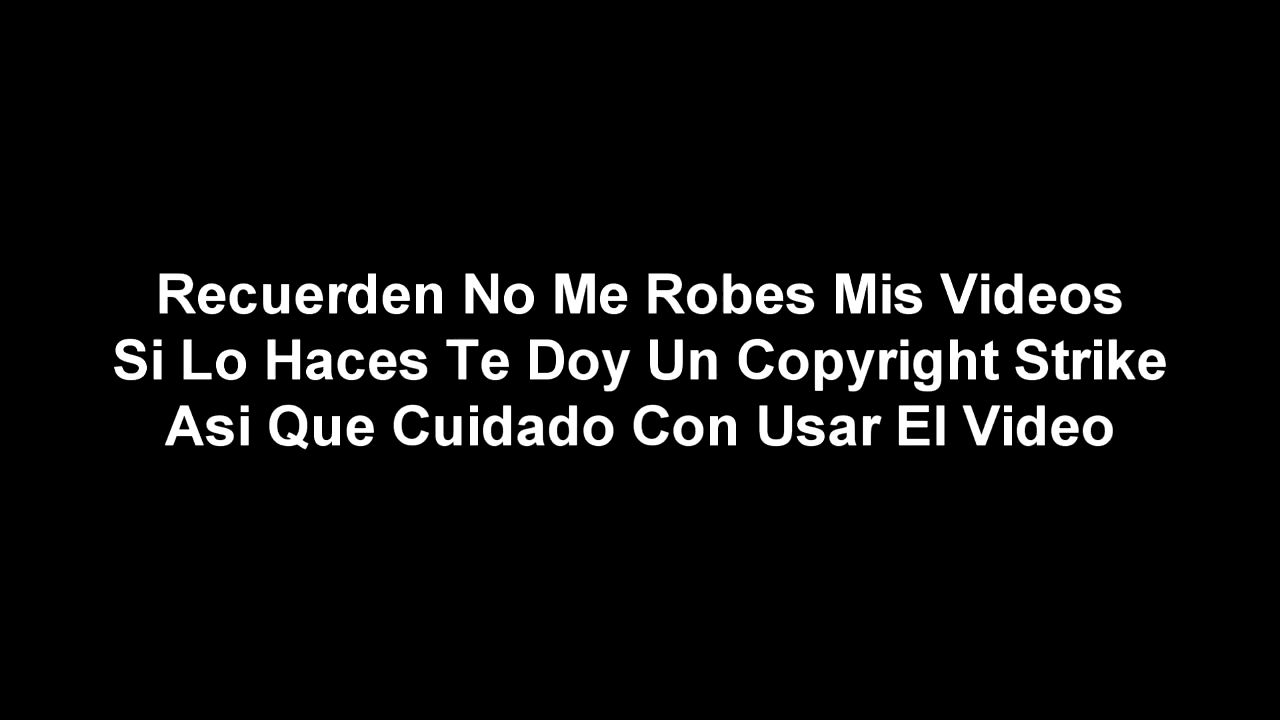 Recuerden No Me Robes Mis Videos
Si Lo Haces Te Doy Un Copyright Strike
Asi Que Cuidado Con Usar El Video